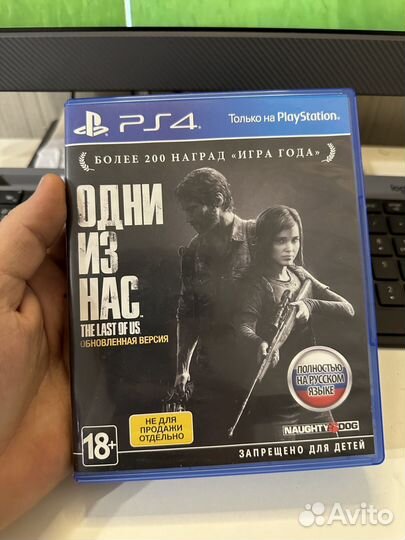 PS4
Только на PlayStation®
БОЛЕЕ 200 НАГРАД «ИГРА ГОДА»
ОДНИ
ИЗ
НАС
THE LAST OF US
ОБНОВЛЕННАЯ ВЕРСИЯ
ПОЛНОСТЬЮ
НА РУССКОМ
ЯЗЫКЕ
НЕ ДЛЯ
ПРОДАЖИ
ОТДЕЛЬНО
18+
NAUGHTY DOG
ЗАПРЕЩЕНО ДЛЯ ДЕТЕЙ
Avito